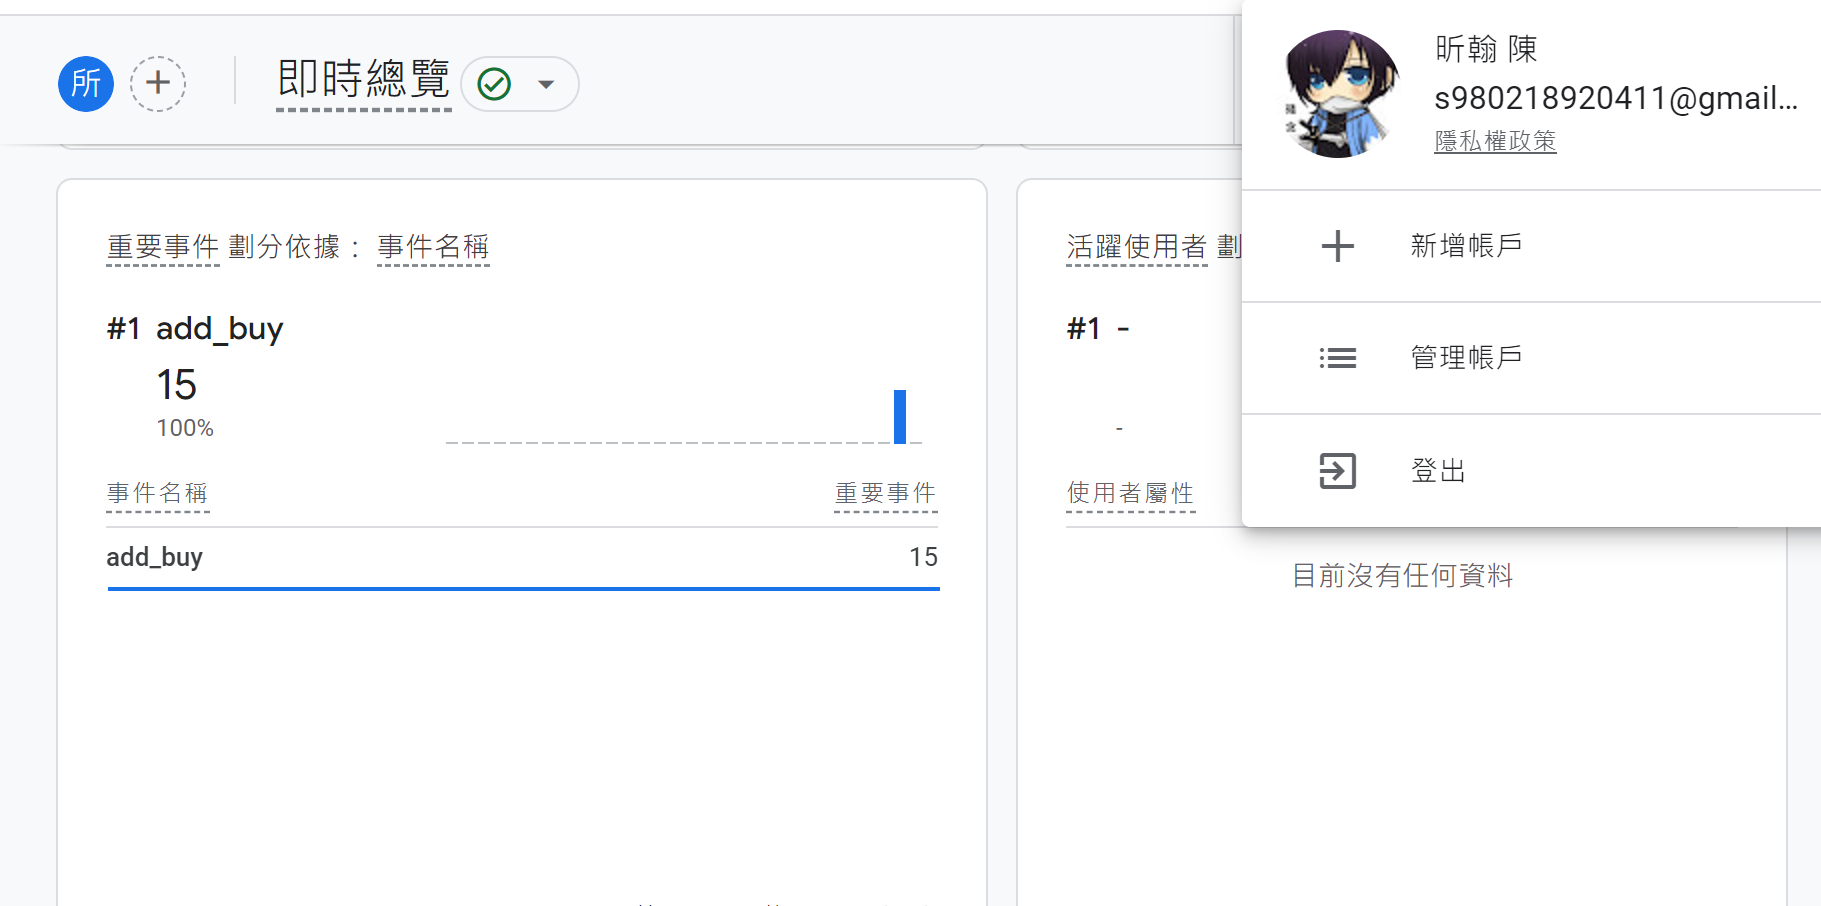 所
即時總覽
重要事件 劃分依據： 事件名稱
#1 add_buy
15
100%
事件名稱 重要事件
add_buy 15
活躍使用者 劃
#1 -
-
使用者屬性
目前沒有任何資料
昕翰 陳
s980218920411@gmail...
隱私權政策
新增帳戶
管理帳戶
登出